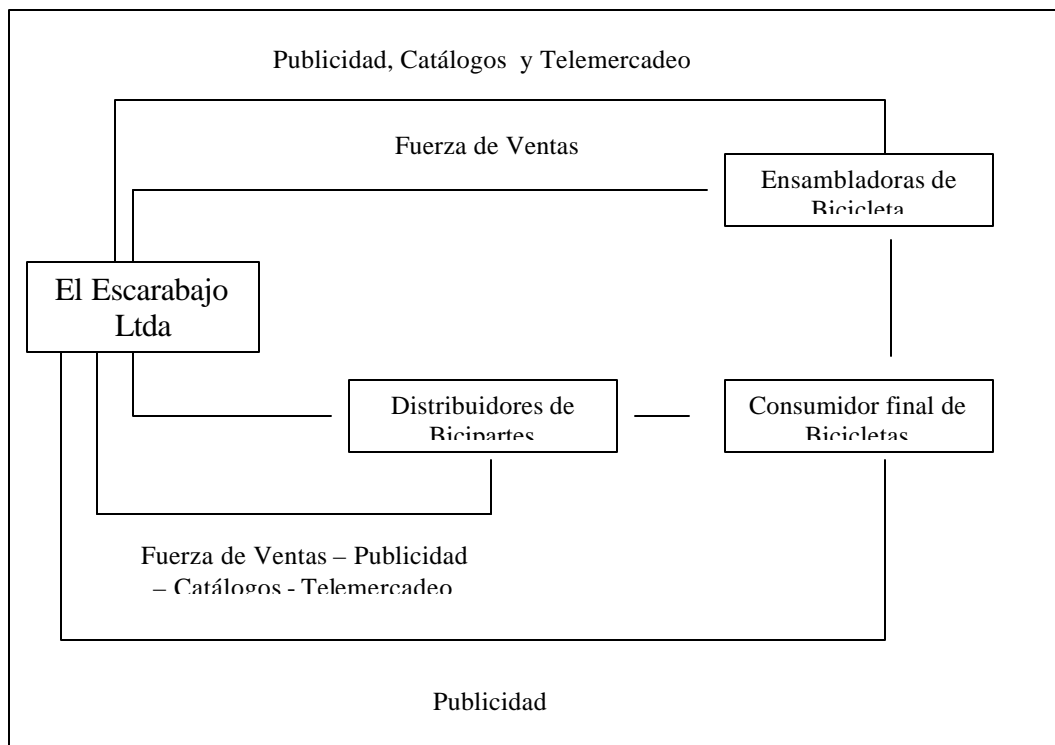 Publicidad, Catálogos y Telemercadeo
Fuerza de Ventas
Ensambladoras de
Bicicleta
El Escarabajo
Ltda
Distribuidores de
Bicipartes
Consumidor final de
Bicicletas
Fuerza de Ventas – Publicidad
– Catálogos - Telemercadeo
Publicidad